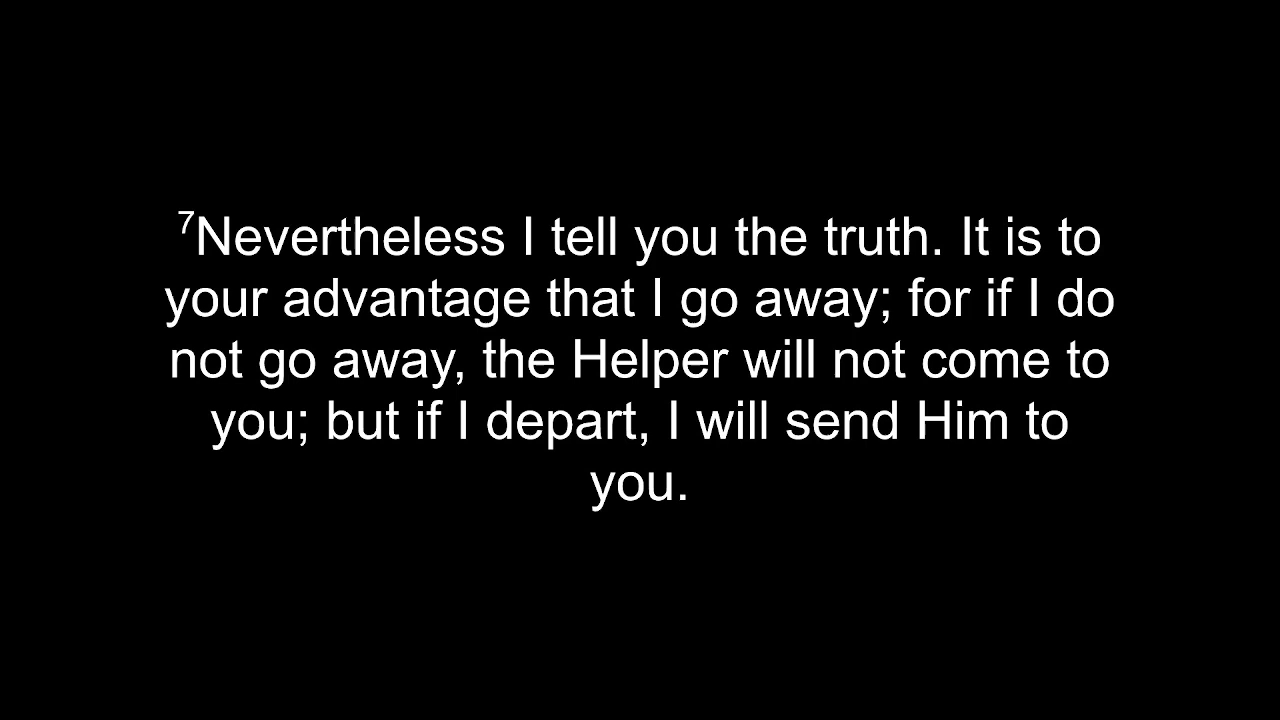 ⁷Nevertheless I tell you the truth. It is to
your advantage that I go away; for if I do
not go away, the Helper will not come to
you; but if I depart, I will send Him to
you.